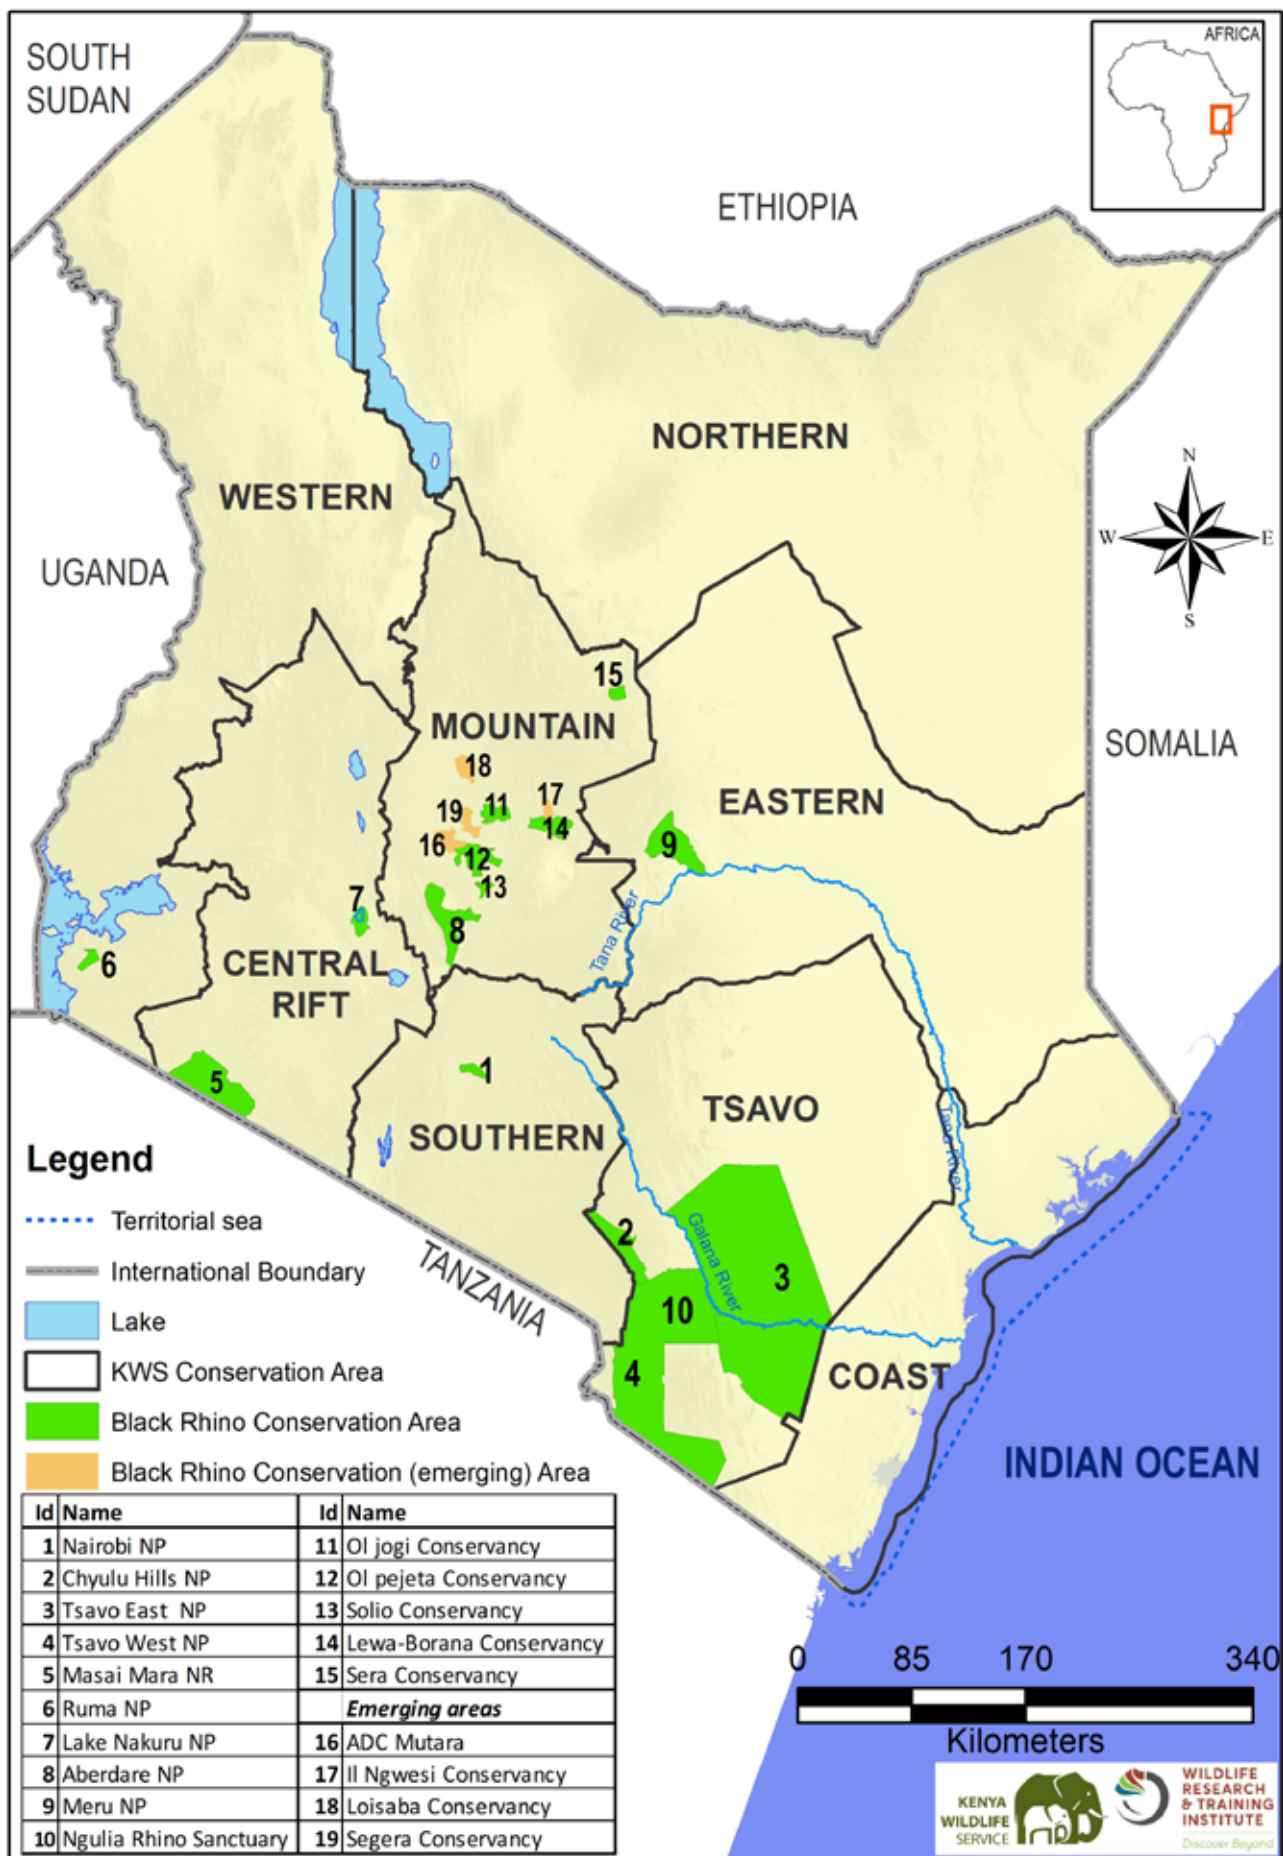 SOUTH
SUDAN
AFRICA
ETHIOPIA
NORTHERN
WESTERN
N
W
E
S
UGANDA
15
MOUNTAIN
SOMALIA
18
EASTERN
17
19
11
14
16
9
12
13
7
8
Tana River
6
CENTRAL
RIFT
1
5
TSAVO
Tana River
SOUTHERN
Legend
Territorial sea
International Boundary
Lake
KWS Conservation Area
Black Rhino Conservation Area
Black Rhino Conservation (emerging) Area
2
Galana River
3
TANZANIA
10
4
COAST
INDIAN OCEAN
Id Name Id Name
1 Nairobi NP 11 Ol jogi Conservancy
2 Chyulu Hills NP 12 Ol pejeta Conservancy
3 Tsavo East NP 13 Solio Conservancy
4 Tsavo West NP 14 Lewa-Borana Conservancy
5 Masai Mara NR 15 Sera Conservancy
6 Ruma NP Emerging areas
7 Lake Nakuru NP 16 ADC Mutara
8 Aberdare NP 17 Il Ngwesi Conservancy
9 Meru NP 18 Loisaba Conservancy
10 Ngulia Rhino Sanctuary 19 Segera Conservancy
0 85 170 340
Kilometers
KENYA
WILDLIFE
SERVICE
WILDLIFE
RESEARCH
& TRAINING
INSTITUTE
Discover Beyond